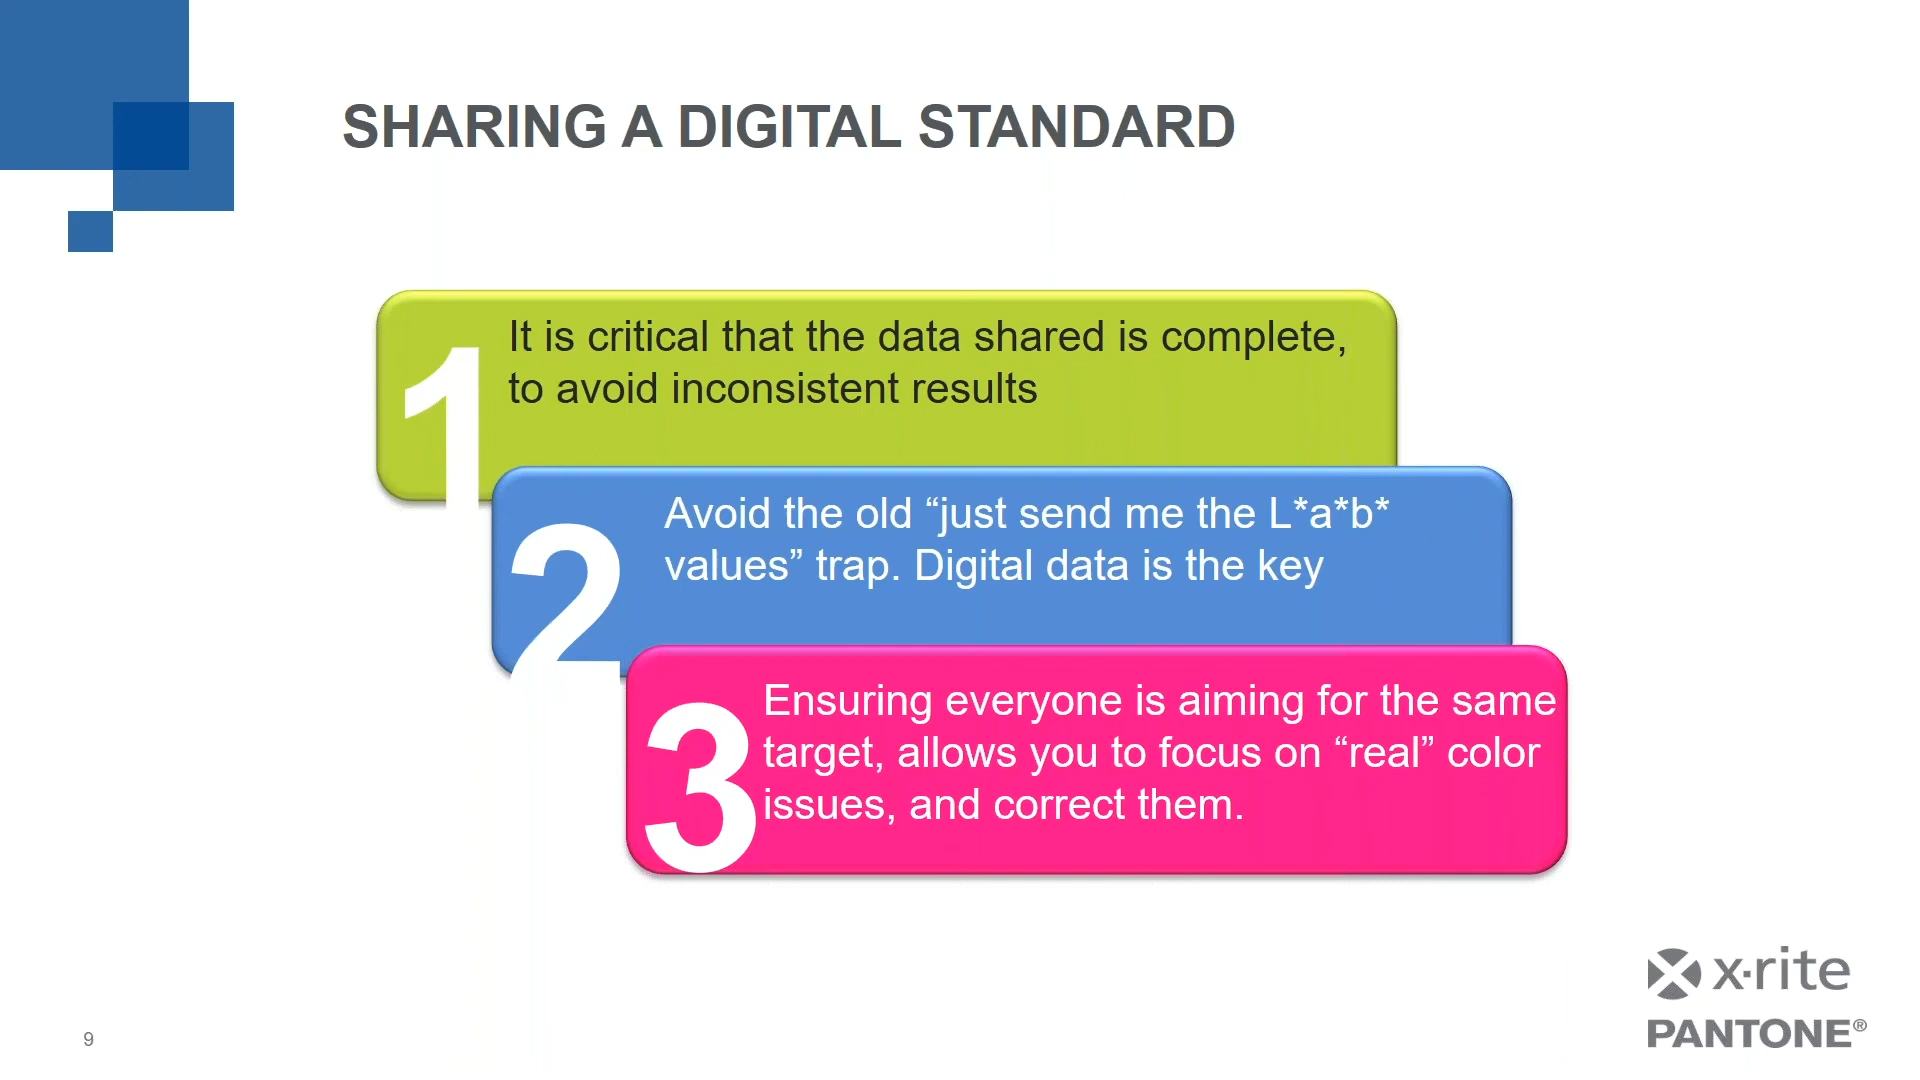 SHARING A DIGITAL STANDARD
1
It is critical that the data shared is complete,
to avoid inconsistent results
2
Avoid the old “just send me the L*a*b*
values” trap. Digital data is the key
3
Ensuring everyone is aiming for the same
target, allows you to focus on “real” color
issues, and correct them.
x·rite
PANTONE®
9